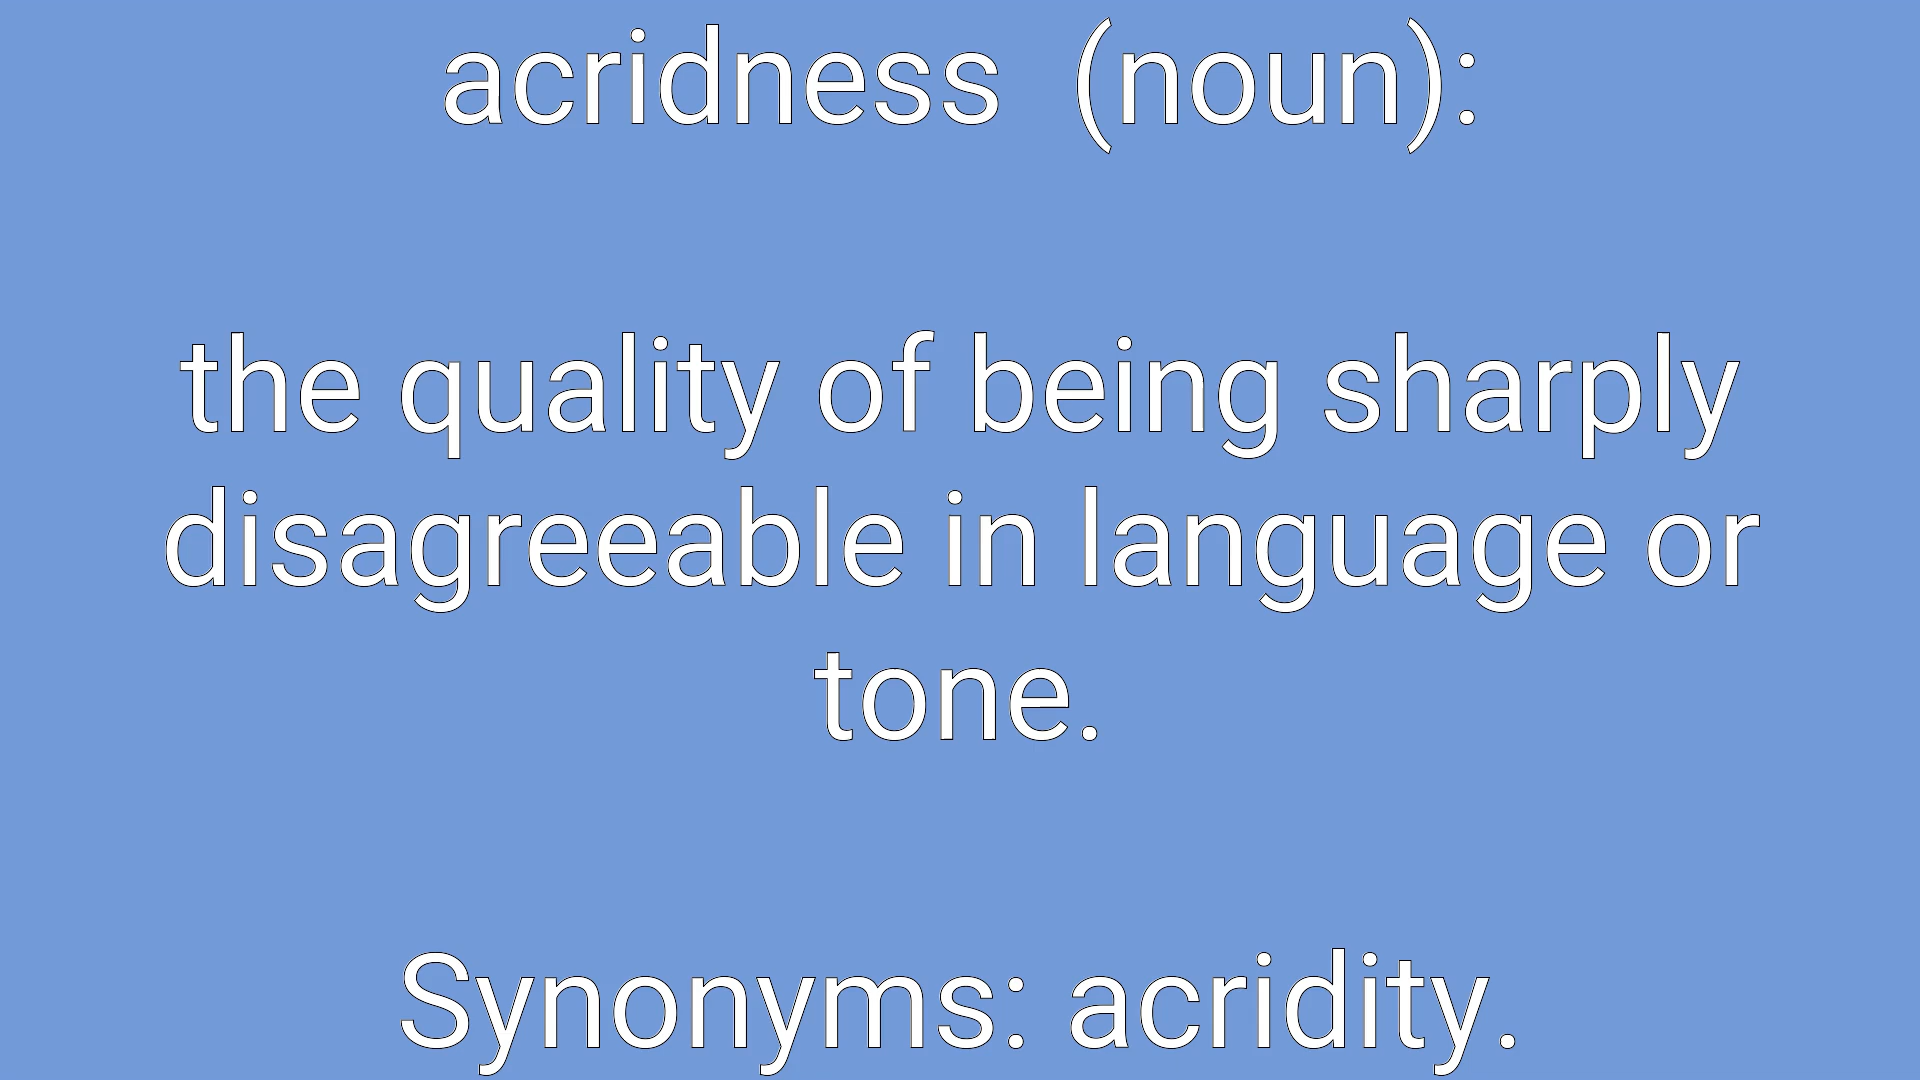 acridness  (noun):
the quality of being sharply
disagreeable in language or
tone.
Synonyms: acridity.